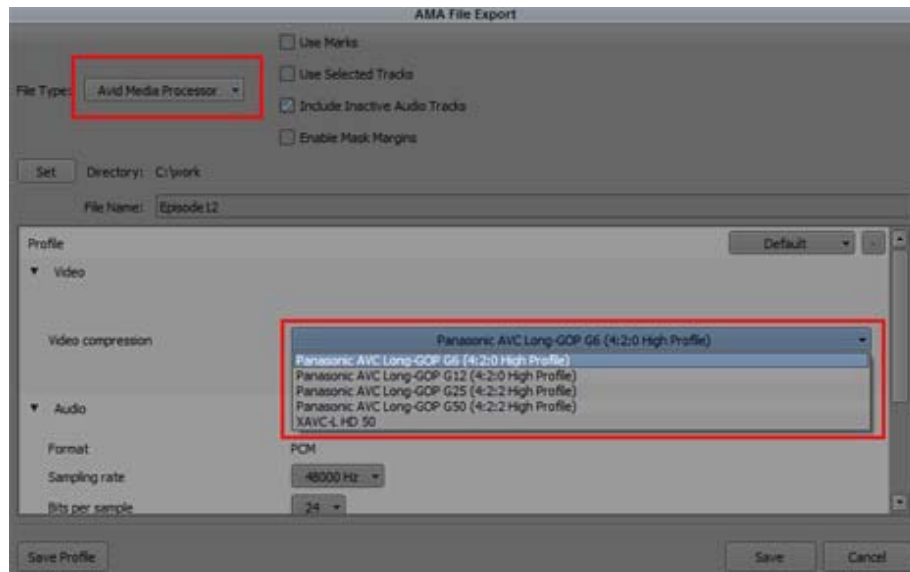 AMA File Export
Use Marks
Use Selected Tracks
File Type: Avid Media Processor
Include Inactive Audio Tracks
Enable Mask Margins
Set Directory: C:\work
File Name: Episode12
Profile Default
Video
Video compression Panasonic AVC Long-GOP G6 (4:2:0 High Profile)
Panasonic AVC Long-GOP G6 (4:2:0 High Profile)
Panasonic AVC Long-GOP G12 (4:2:0 High Profile)
Panasonic AVC Long-GOP G25 (4:2:2 High Profile)
Panasonic AVC Long-GOP G50 (4:2:2 High Profile)
XAVC-L HD 50
Audio
Format PCM
Sampling rate 48000 Hz
Bits per sample 24
Save Profile Save Cancel